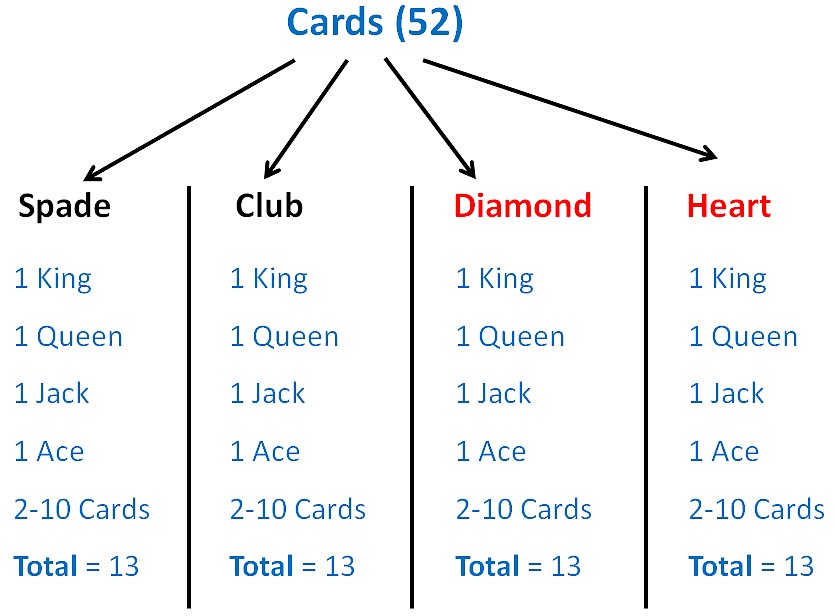 Cards (52)
Spade
1 King
1 Queen
1 Jack
1 Ace
2-10 Cards
Total = 13
Club
1 King
1 Queen
1 Jack
1 Ace
2-10 Cards
Total = 13
Diamond
1 King
1 Queen
1 Jack
1 Ace
2-10 Cards
Total = 13
Heart
1 King
1 Queen
1 Jack
1 Ace
2-10 Cards
Total = 13